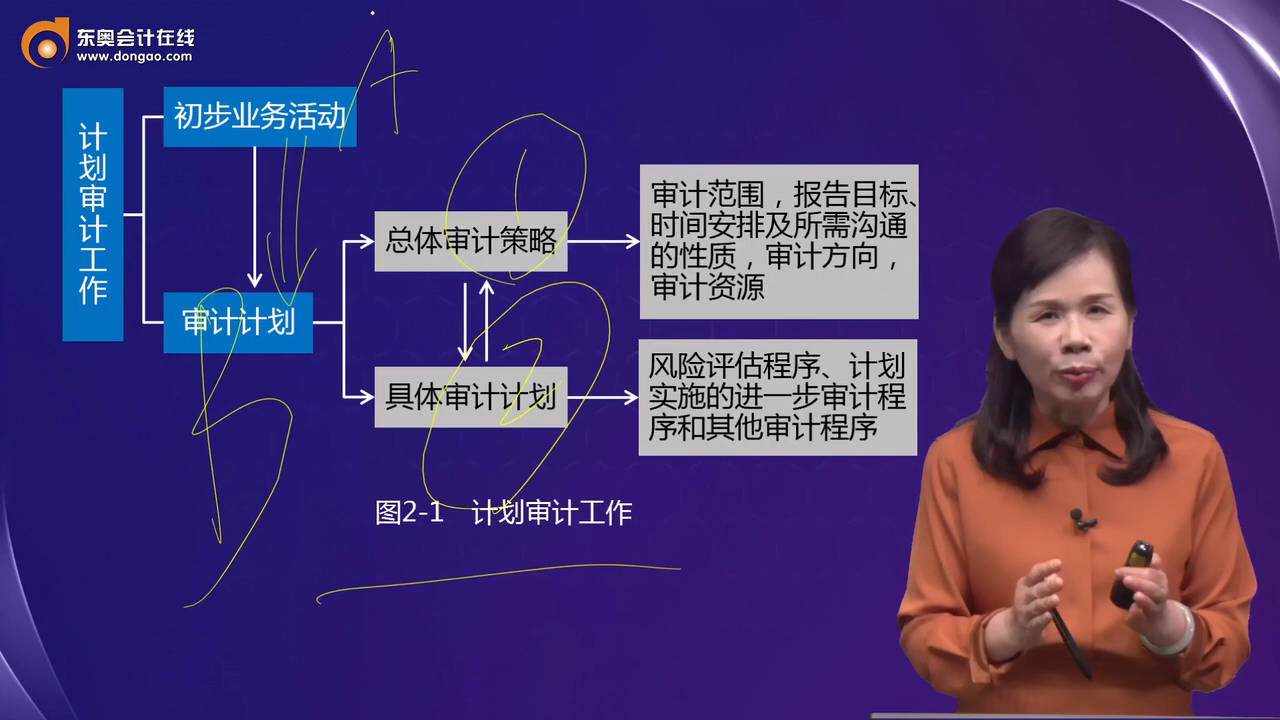 东奥会计在线
www.dongao.com
计划审计工作
初步业务活动
A
审计计划
B
总体审计策略
1
具体审计计划
2
审计范围，报告目标、
时间安排及所需沟通
的性质，审计方向，
审计资源
风险评估程序、计划
实施的进一步审计程
序和其他审计程序
图2-1 计划审计工作